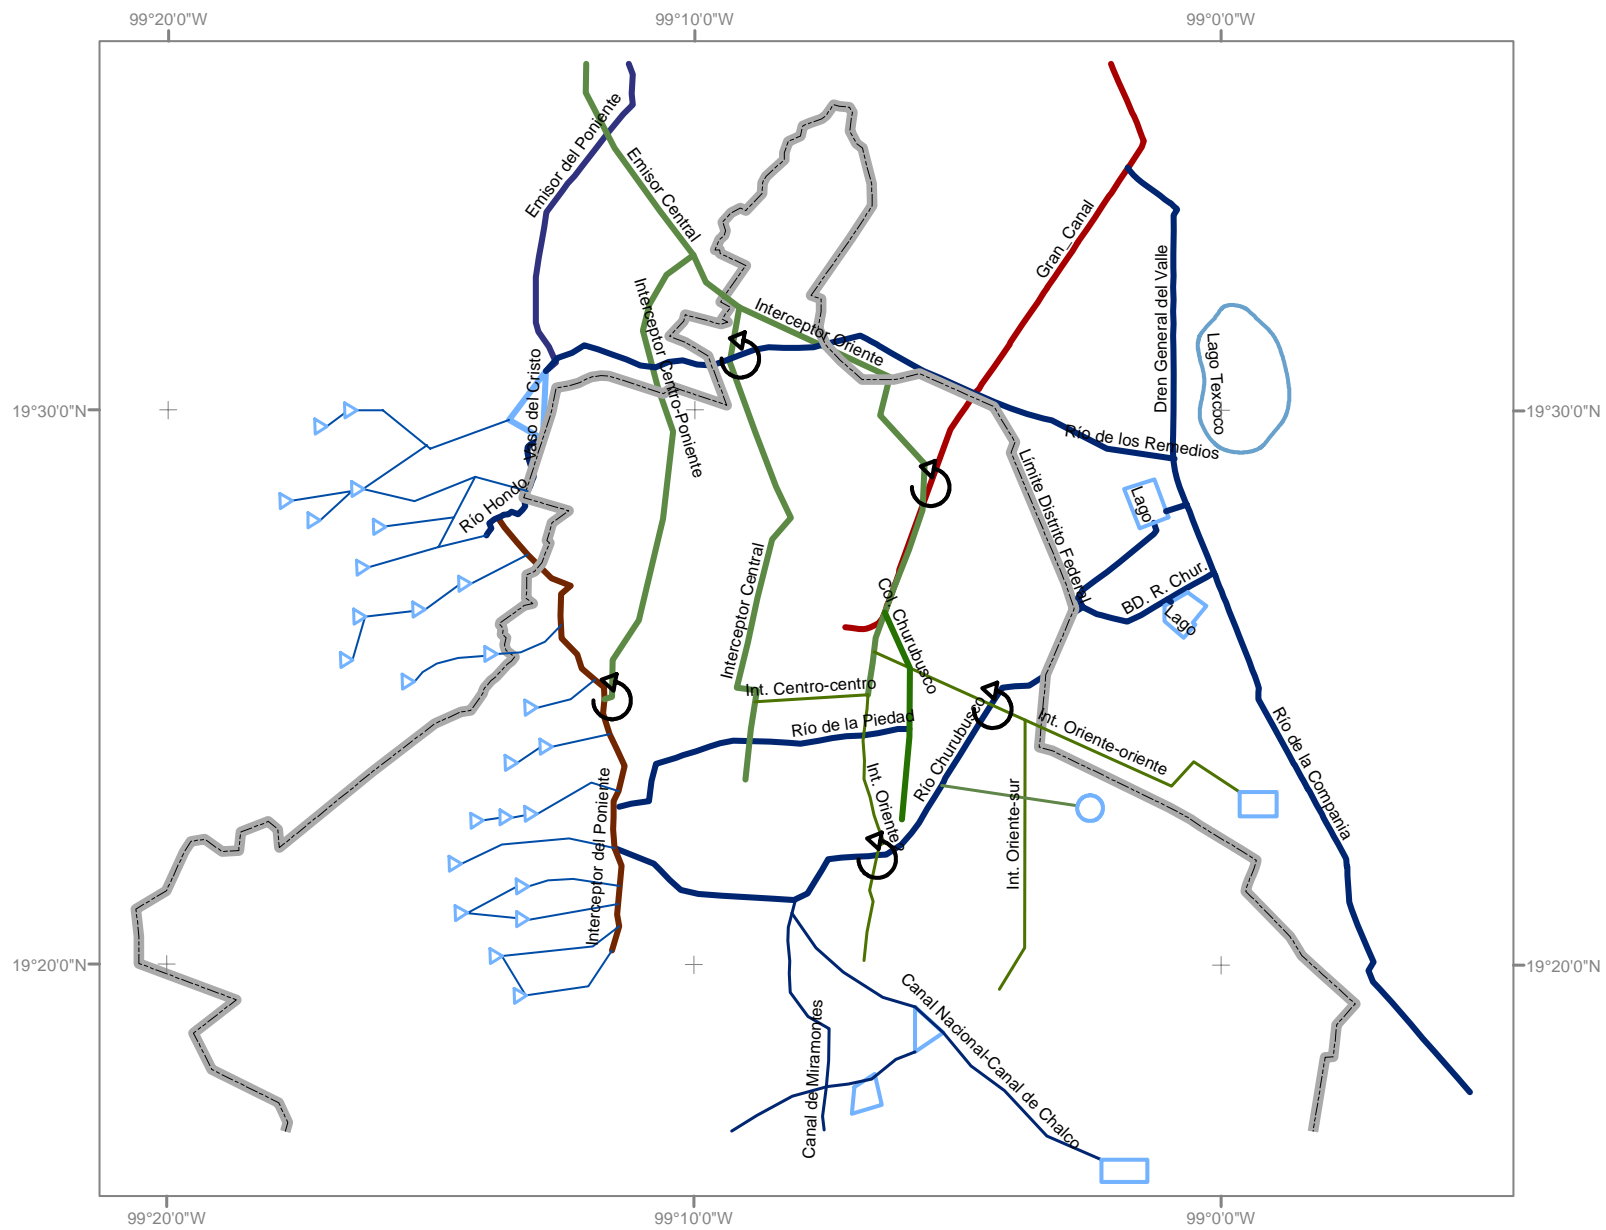 99°20'0"W
99°10'0"W
99°0'0"W
Emisor del Poniente
Emisor Central
Gran_Canal
Dren General del Valle
Interceptor Centro-Poniente
Interceptor Oriente
Lago Texcoco
Vaso del Cristo
19°30'0"N
19°30'0"N
Río de los Remedios
Río Hondo
Límite Distrito Federal
Lago
Interceptor Central
Col. Churubusco
BD. R. Chur.
Lago
Int. Centro-centro
Río de la Piedad
Río Churubusco
Int. Oriente-oriente
Río de la Compania
Int. Oriente
Int. Oriente-sur
Interceptor del Poniente
19°20'0"N
19°20'0"N
Canal de Miramontes
Canal Nacional-Canal de Chalco
99°20'0"W
99°10'0"W
99°0'0"W